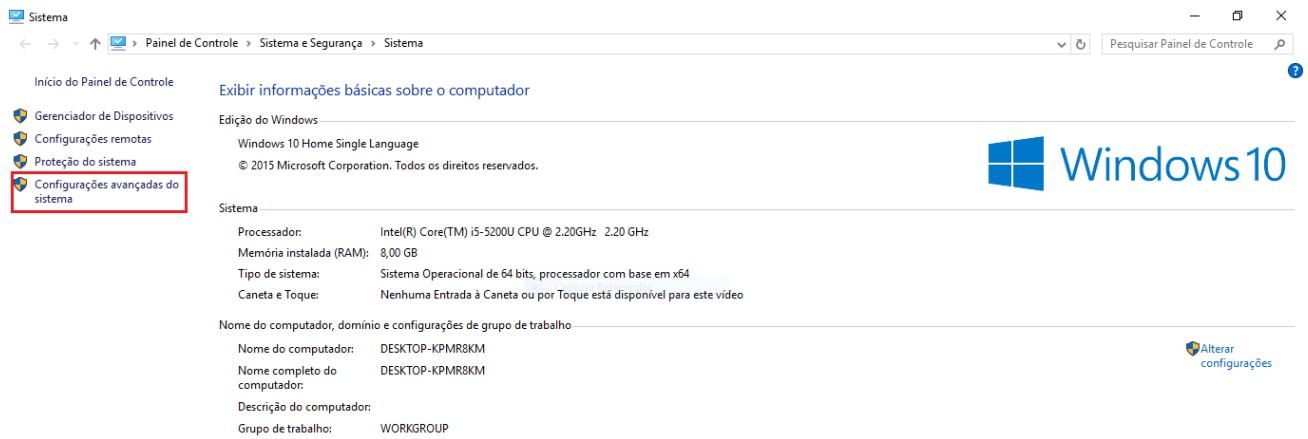 Sistema
Painel de Controle > Sistema e Segurança > Sistema
Pesquisar Painel de Controle
?
Início do Painel de Controle
Gerenciador de Dispositivos
Configurações remotas
Proteção do sistema
Configurações avançadas do
sistema
Exibir informações básicas sobre o computador
Edição do Windows
Windows 10 Home Single Language
© 2015 Microsoft Corporation. Todos os direitos reservados.
Windows 10
Sistema
Processador: Intel(R) Core(TM) i5-5200U CPU @ 2.20GHz 2.20 GHz
Memória instalada (RAM): 8,00 GB
Tipo de sistema: Sistema Operacional de 64 bits, processador com base em x64
Caneta e Toque: Nenhuma Entrada à Caneta ou por Toque está disponível para este vídeo
Nome do computador, domínio e configurações de grupo de trabalho
Nome do computador: DESKTOP-KPMR8KM
Alterar
configurações
Nome completo do
computador: DESKTOP-KPMR8KM
Descrição do computador:
Grupo de trabalho: WORKGROUP